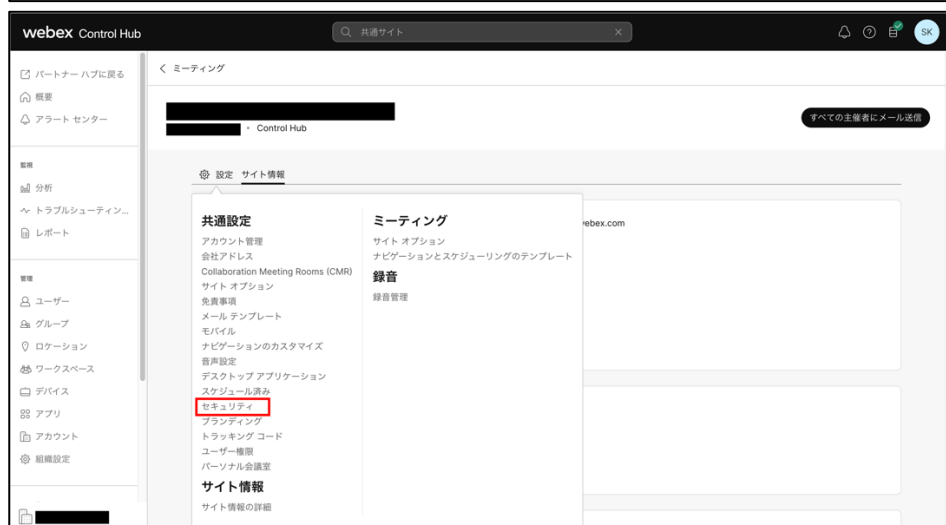 webex Control Hub
共通サイト
SK
パートナー ハブに戻る
概要
アラート センター
監視
分析
トラブルシューティン...
レポート
管理
ユーザー
グループ
ロケーション
ワークスペース
デバイス
アプリ
アカウント
組織設定
ミーティング
• Control Hub
すべての主催者にメール送信
設定 サイト情報
共通設定
アカウント管理
会社アドレス
Collaboration Meeting Rooms (CMR)
サイト オプション
免責事項
メール テンプレート
モバイル
ナビゲーションのカスタマイズ
音声設定
デスクトップ アプリケーション
スケジュール済み
セキュリティ
ブランディング
トラッキング コード
ユーザー権限
パーソナル会議室
サイト情報
サイト情報の詳細
ミーティング
サイト オプション
ナビゲーションとスケジューリングのテンプレート
録音
録音管理
webex.com